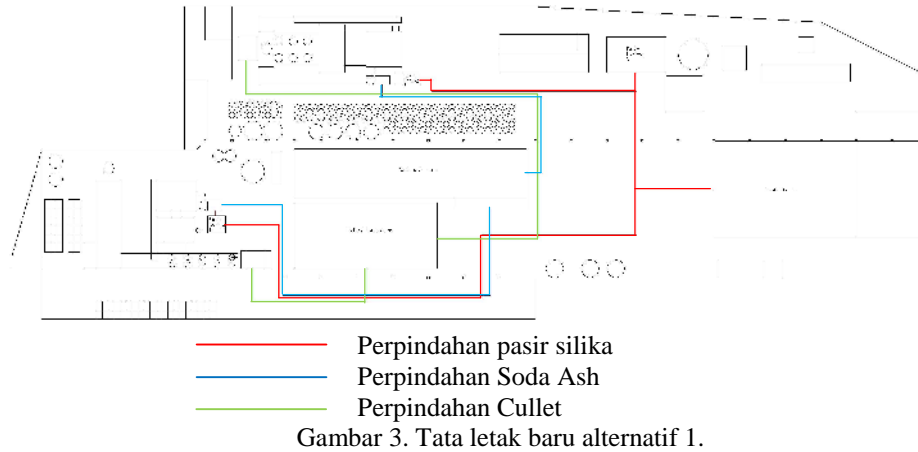 Perpindahan pasir silika
Perpindahan Soda Ash
Perpindahan Cullet
Gambar 3. Tata letak baru alternatif 1.